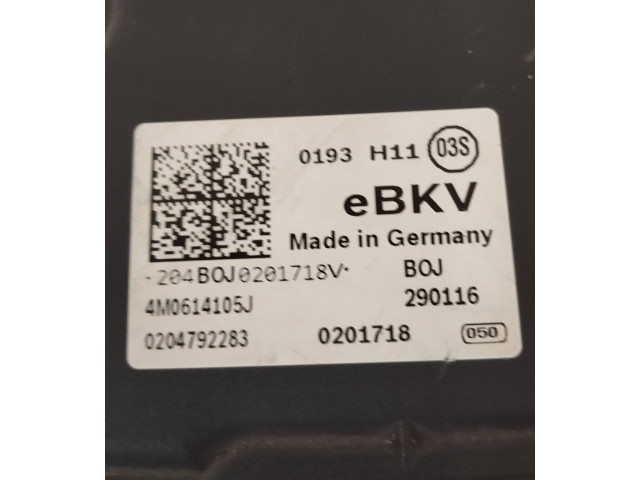 0193 H11 03S
eBKV
Made in Germany
-204BOJ0201718V- BOJ
4M0614105J 290116
0204792283 0201718 050